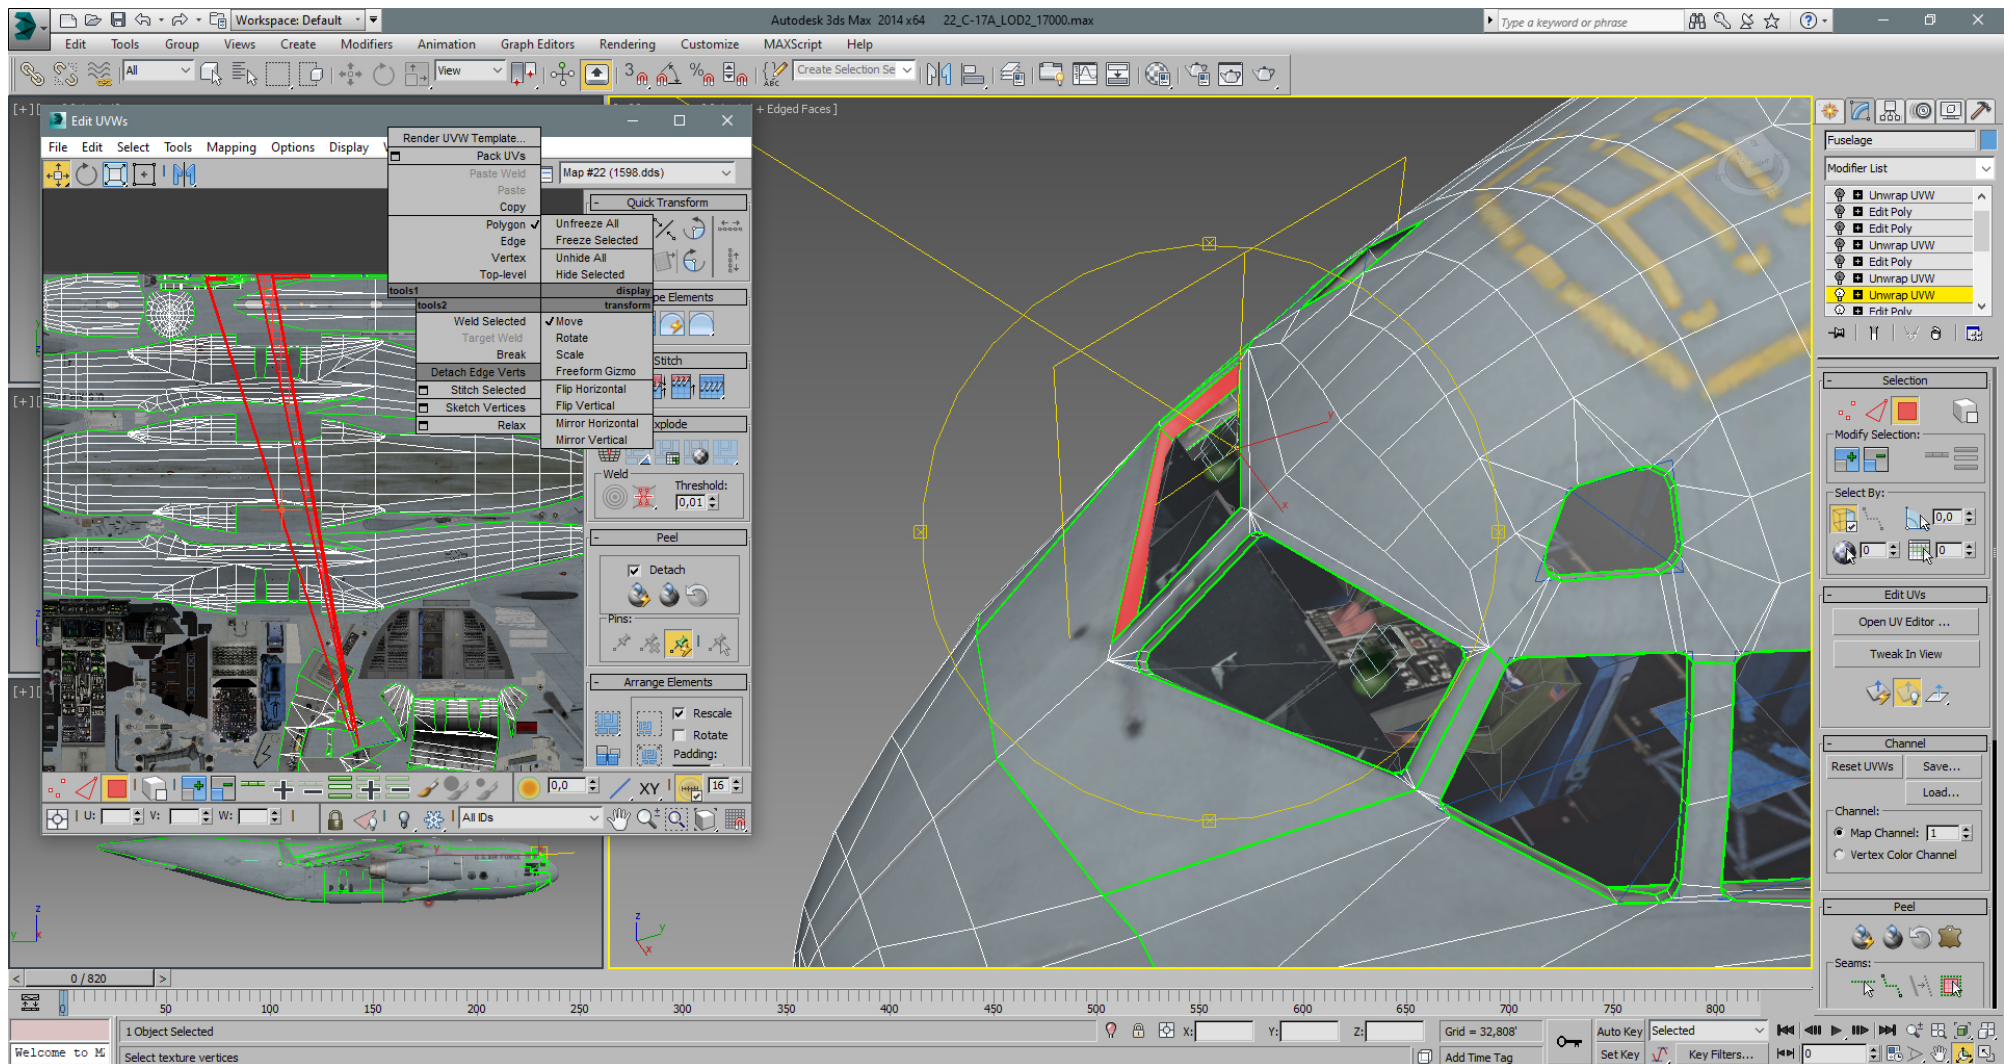 Workspace: Default
Autodesk 3ds Max 2014 x64 22_C-17A_LOD2_17000.max
Type a keyword or phrase
Edit Tools Group Views Create Modifiers Animation Graph Editors Rendering Customize MAXScript Help
All
View
Create Selection Se
[+]
+ Edged Faces ]
Edit UVWs
File Edit Select Tools Mapping Options Display
Map #22 (1598.dds)
Render UVW Template...
Pack UVs
Paste Weld
Paste
Copy
Polygon
Edge
Vertex
Top-level
tools1
display
Unfreeze All
Freeze Selected
Unhide All
Hide Selected
tools2
transform
Weld Selected
Target Weld
Break
Detach Edge Verts
Stitch Selected
Sketch Vertices
Relax
Move
Rotate
Scale
Freeform Gizmo
Flip Horizontal
Flip Vertical
Mirror Horizontal
Mirror Vertical
Quick Transform
pe Elements
Stitch
xplode
Weld
Threshold:
0,01
Peel
Detach
Pins:
Arrange Elements
Rescale
Rotate
Padding:
0,0
XY
16
U:
V:
W:
All IDs
[+]
[+]
Fuselage
Modifier List
Unwrap UVW
Edit Poly
Edit Poly
Unwrap UVW
Edit Poly
Unwrap UVW
Unwrap UVW
Edit Poly
Selection
Modify Selection:
Select By:
0,0
0
0
Edit UVs
Open UV Editor ...
Tweak In View
Channel
Reset UVWs
Save...
Load...
Channel:
Map Channel: 1
Vertex Color Channel
Peel
Seams:
z
y
x
z
y
x
y
x
0 / 820
0 50 100 150 200 250 300 350 400 450 500 550 600 650 700 750 800
1 Object Selected
X:
Y:
Z:
Grid = 32,808'
Auto Key
Selected
Welcome to M
Select texture vertices
Add Time Tag
Set Key
Key Filters...
0